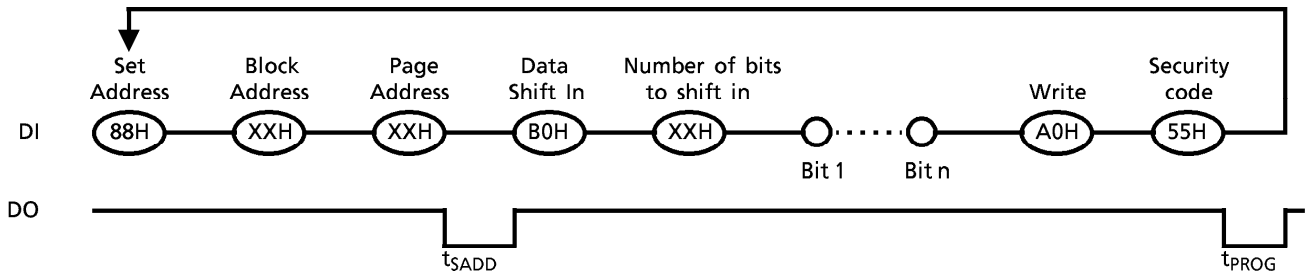 Set Address
Block Address
Page Address
Data Shift In
Number of bits to shift in
Write
Security code
DI
88H
XXH
XXH
B0H
XXH
A0H
55H
Bit 1
Bit n
DO
tSADD
tPROG